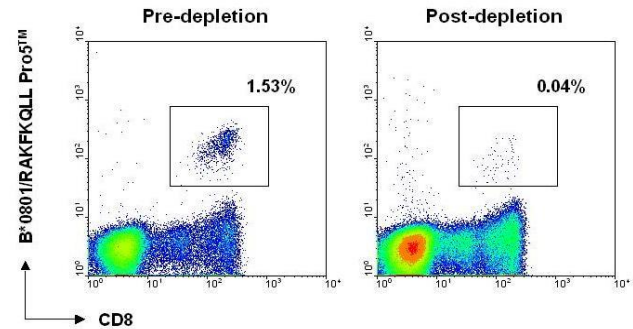 Pre-depletion
Post-depletion
B*0801/RAKFKQLL Pro5™
10⁴
10³
10²
10¹
10⁰
1.53%
10⁰ 10¹ 10² 10³ 10⁴
10⁴
10³
10²
10¹
10⁰
0.04%
10⁰ 10¹ 10² 10³ 10⁴
CD8